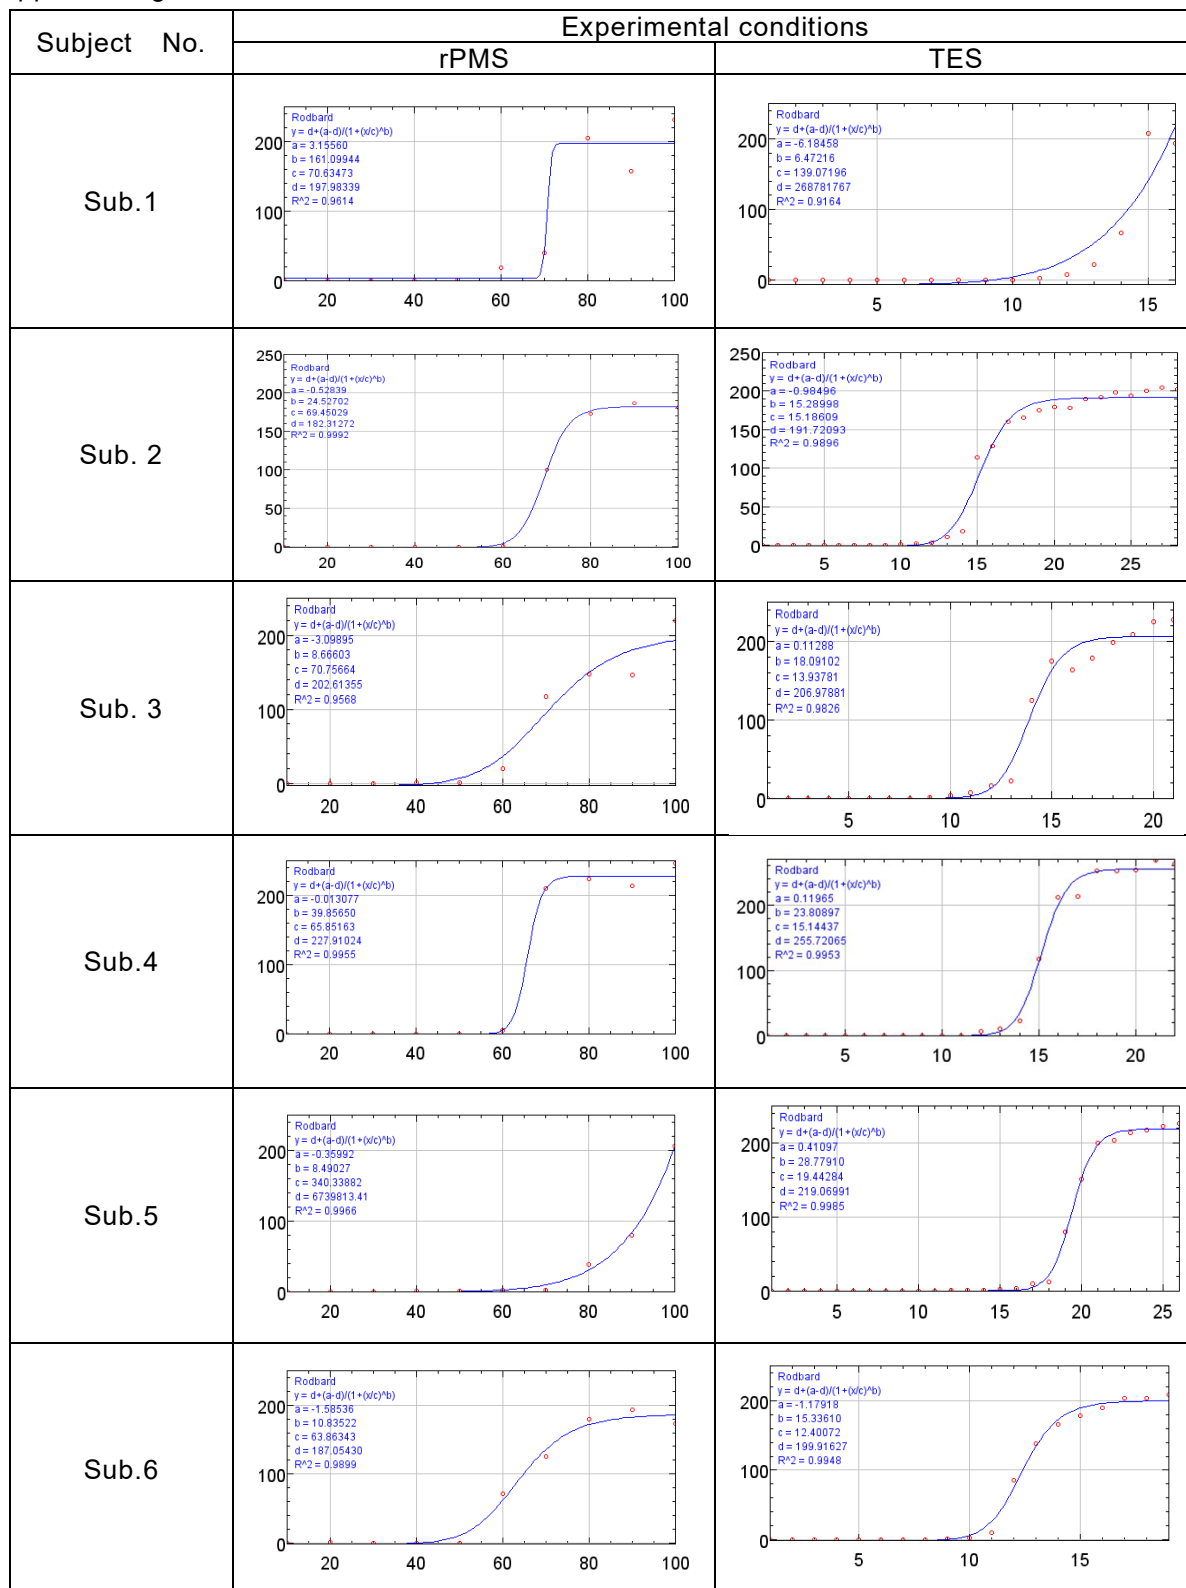 Experimental conditions
Subject No.
rPMS TES
Sub.1
Rodbard
y = d+(a-d)/(1+(x/c)^b)
a = 3.15560
b = 161.09944
c = 70.63473
d = 197.98339
R^2 = 0.9614
200
100
0
20 40 60 80 100
Rodbard
y = d+(a-d)/(1+(x/c)^b)
a = -6.18458
b = 6.47216
c = 139.07196
d = 268781767
R^2 = 0.9164
200
100
0
5 10 15
Sub. 2
Rodbard
y = d+(a-d)/(1+(x/c)^b)
a = -0.52839
b = 24.52702
c = 69.45029
d = 182.31272
R^2 = 0.9992
250
200
150
100
50
0
20 40 60 80 100
Rodbard
y = d+(a-d)/(1+(x/c)^b)
a = -0.98496
b = 15.28998
c = 15.18609
d = 191.72093
R^2 = 0.9896
250
200
150
100
50
0
5 10 15 20 25
Sub. 3
Rodbard
y = d+(a-d)/(1+(x/c)^b)
a = -3.09895
b = 8.66603
c = 70.75664
d = 202.61355
R^2 = 0.9568
200
100
0
20 40 60 80 100
Rodbard
y = d+(a-d)/(1+(x/c)^b)
a = 0.11288
b = 18.09102
c = 13.93781
d = 206.97881
R^2 = 0.9826
200
100
0
5 10 15 20
Sub.4
Rodbard
y = d+(a-d)/(1+(x/c)^b)
a = -0.013077
b = 39.85650
c = 65.85163
d = 227.91024
R^2 = 0.9955
200
100
0
20 40 60 80 100
Rodbard
y = d+(a-d)/(1+(x/c)^b)
a = 0.11965
b = 23.80897
c = 15.14437
d = 255.72065
R^2 = 0.9953
200
100
0
5 10 15 20
Sub.5
Rodbard
y = d+(a-d)/(1+(x/c)^b)
a = -0.35992
b = 8.49027
c = 340.33882
d = 6739813.41
R^2 = 0.9966
200
100
0
20 40 60 80 100
Rodbard
y = d+(a-d)/(1+(x/c)^b)
a = 0.41097
b = 28.77910
c = 19.44284
d = 219.06991
R^2 = 0.9985
200
100
0
5 10 15 20 25
Sub.6
Rodbard
y = d+(a-d)/(1+(x/c)^b)
a = -1.58536
b = 10.83522
c = 63.86343
d = 187.05430
R^2 = 0.9899
200
100
0
20 40 60 80 100
Rodbard
y = d+(a-d)/(1+(x/c)^b)
a = -1.17918
b = 15.33610
c = 12.40072
d = 199.91627
R^2 = 0.9948
200
100
0
5 10 15